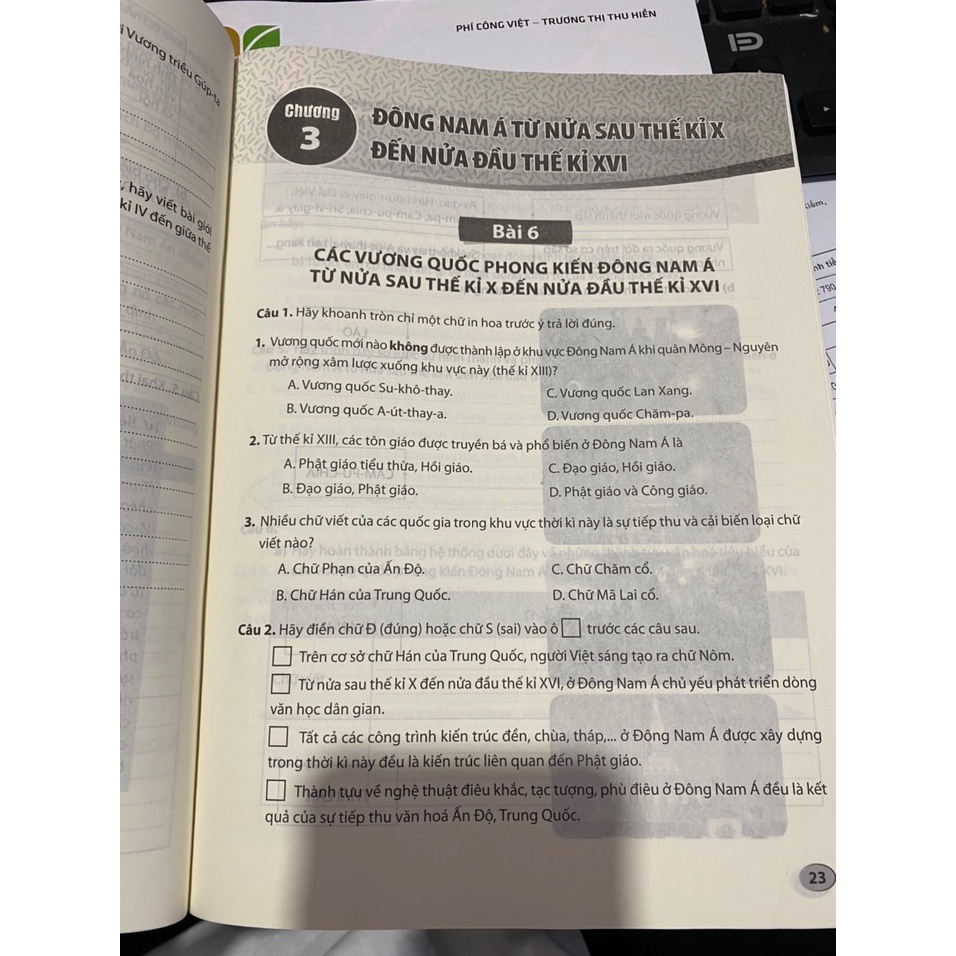 PHÍ CÔNG VIỆT – TRƯƠNG THỊ THU HIỀN
i Vương triều Gúp-ta
, hãy viết bài giới
kỉ IV đến giữa thế
Chương
3
ĐÔNG NAM Á TỪ NỬA SAU THẾ KỈ X
ĐẾN NỬA ĐẦU THẾ KỈ XVI
Bài 6
CÁC VƯƠNG QUỐC PHONG KIẾN ĐÔNG NAM Á
TỪ NỬA SAU THẾ KỈ X ĐẾN NỬA ĐẦU THẾ KỈ XVI
Câu 1. Hãy khoanh tròn chỉ một chữ in hoa trước ý trả lời đúng.
1. Vương quốc mới nào không được thành lập ở khu vực Đông Nam Á khi quân Mông – Nguyên
mở rộng xâm lược xuống khu vực này (thế kỉ XIII)?
A. Vương quốc Su-khô-thay.
C. Vương quốc Lan Xang.
B. Vương quốc A-út-thay-a.
D. Vương quốc Chăm-pa.
2. Từ thế kỉ XIII, các tôn giáo được truyền bá và phổ biến ở Đông Nam Á là
A. Phật giáo tiểu thừa, Hồi giáo.
C. Đạo giáo, Hồi giáo.
B. Đạo giáo, Phật giáo.
D. Phật giáo và Công giáo.
3. Nhiều chữ viết của các quốc gia trong khu vực thời kì này là sự tiếp thu và cải biến loại chữ
viết nào?
A. Chữ Phạn của Ấn Độ.
C. Chữ Chăm cổ.
B. Chữ Hán của Trung Quốc.
D. Chữ Mã Lai cổ.
Câu 2. Hãy điền chữ Đ (đúng) hoặc chữ S (sai) vào ô trước các câu sau.
Trên cơ sở chữ Hán của Trung Quốc, người Việt sáng tạo ra chữ Nôm.
Từ nửa sau thế kỉ X đến nửa đầu thế kỉ XVI, ở Đông Nam Á chủ yếu phát triển dòng
văn học dân gian.
Tất cả các công trình kiến trúc đền, chùa, tháp,... ở Đông Nam Á được xây dựng
trong thời kì này đều là kiến trúc liên quan đến Phật giáo.
Thành tựu về nghệ thuật điêu khắc, tạc tượng, phù điêu ở Đông Nam Á đều là kết
quả của sự tiếp thu văn hoá Ấn Độ, Trung Quốc.
23